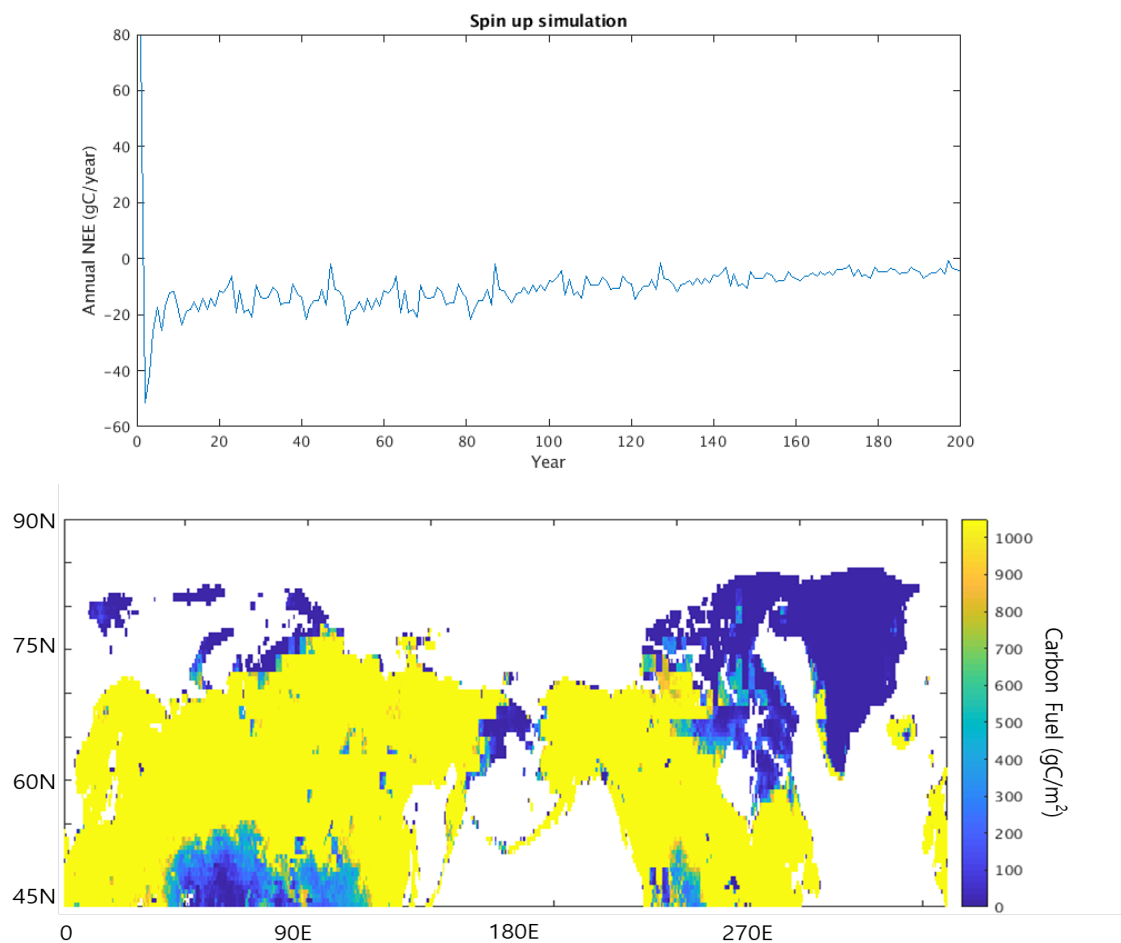 Spin up simulation
80
60
40
20
0
−20
−40
−60
Annual NEE (gC/year)
0 20 40 60 80 100 120 140 160 180 200
Year
90N
75N
60N
45N
0 90E 180E 270E
1000
900
800
700
600
500
400
300
200
100
0
Carbon Fuel (gC/m²)